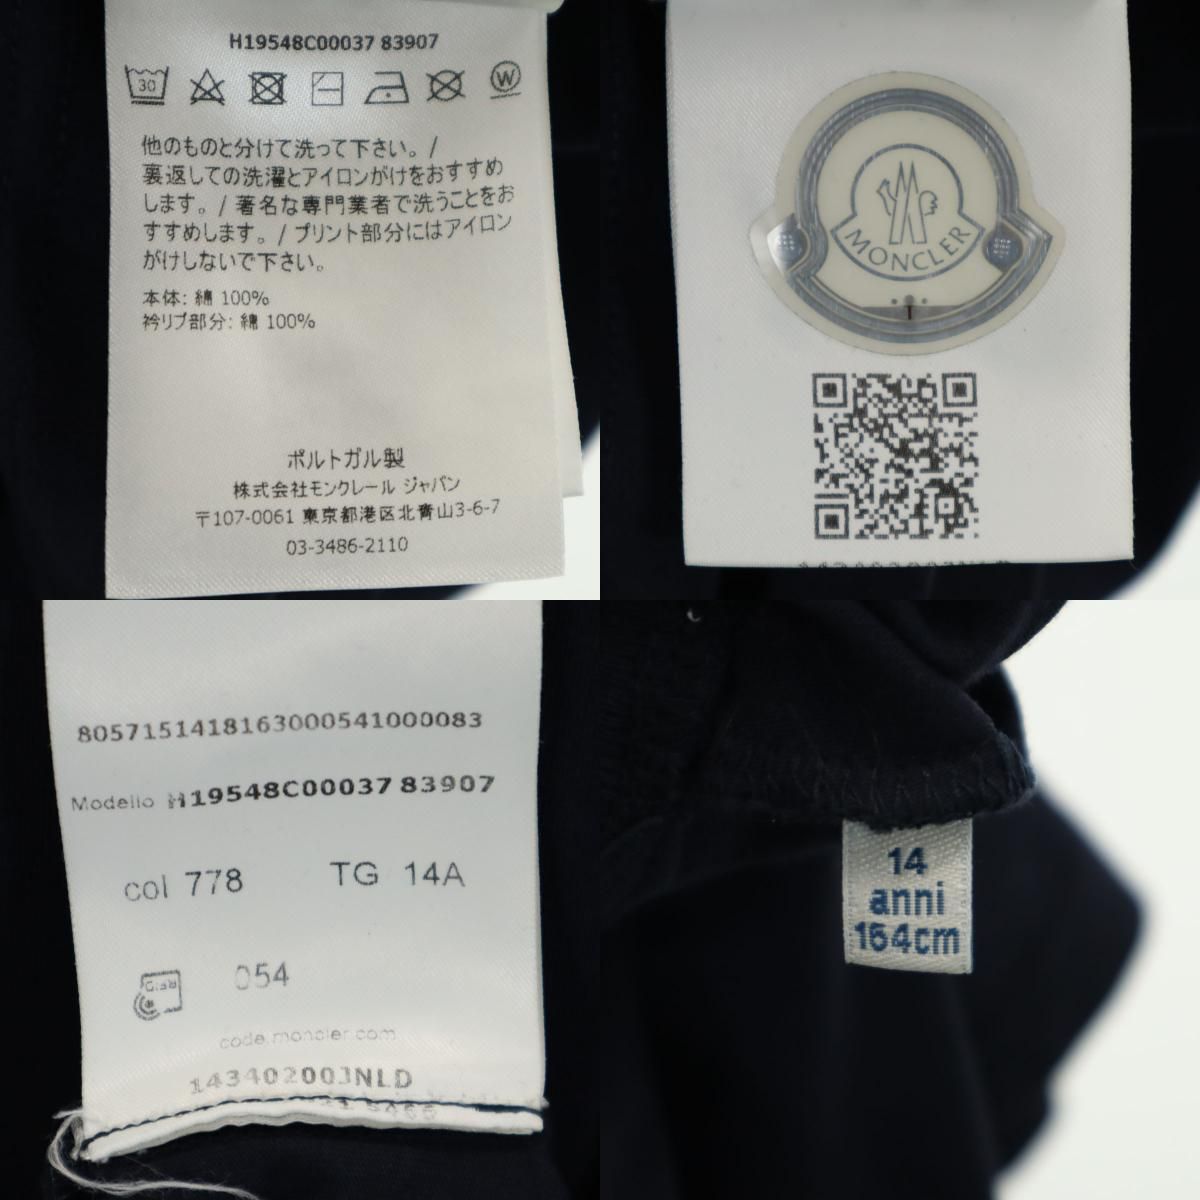 H19548C00037 83907
30
W
他のものと分けて洗って下さい。/
裏返しての洗濯とアイロンがけをおすすめ
します。/ 著名な専門業者で洗うことをお
すすめします。/ プリント部分にはアイロン
がけしないで下さい。
本体: 綿 100%
衿リブ部分: 綿 100%
ポルトガル製
株式会社モンクレール ジャパン
〒107-0061 東京都港区北青山3-6-7
03-3486-2110
MONCLER
8057151418163000541000083
Modello H19548C00037 83907
col 778 TG 14A
RFID 054
code.moncler.com
143402003NLD
14
anni
164cm